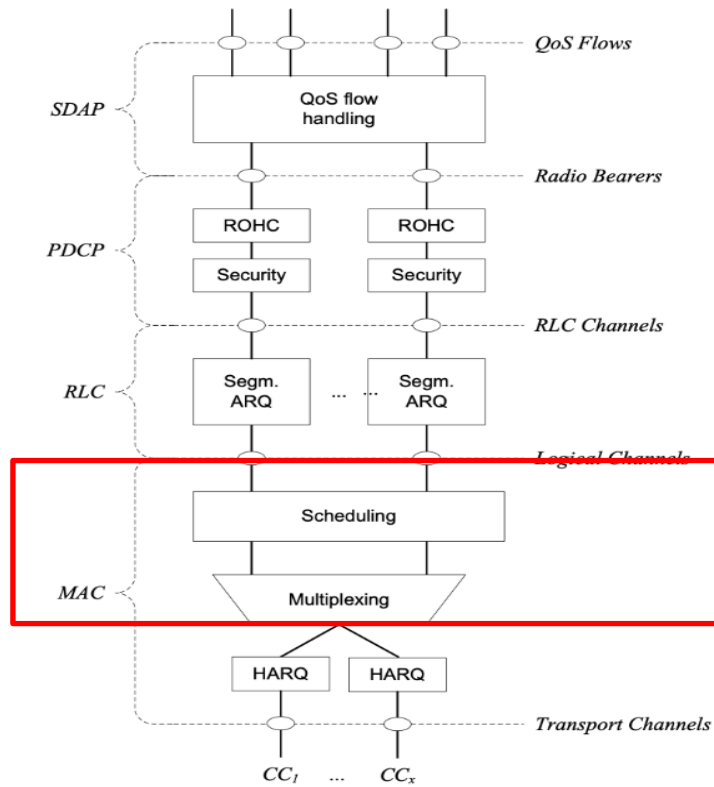 QoS Flows
SDAP
QoS flow
handling
Radio Bearers
ROHC
ROHC
PDCP
Security
Security
RLC Channels
RLC
Segm.
ARQ
... ...
Segm.
ARQ
Logical Channels
Scheduling
MAC
Multiplexing
HARQ
HARQ
Transport Channels
CC1 ... CCx